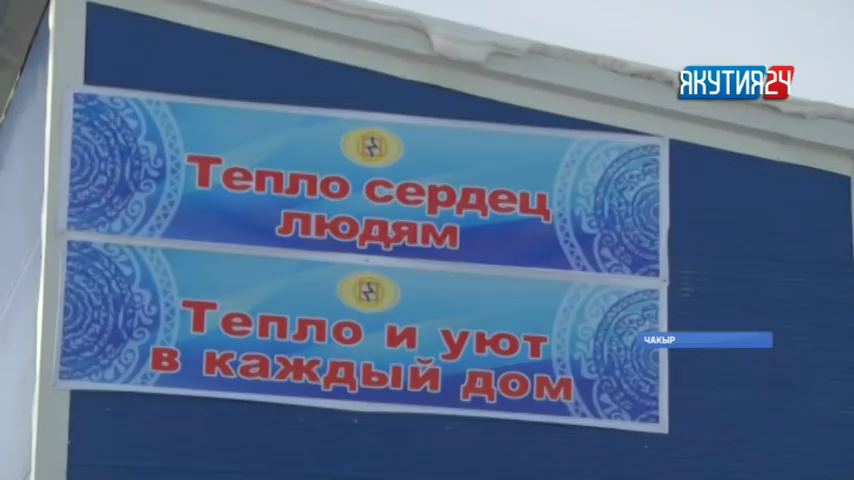 ЯКУТИЯ24
Тепло сердец
людям
Тепло и уют
в каждый дом
ЧАКЫР